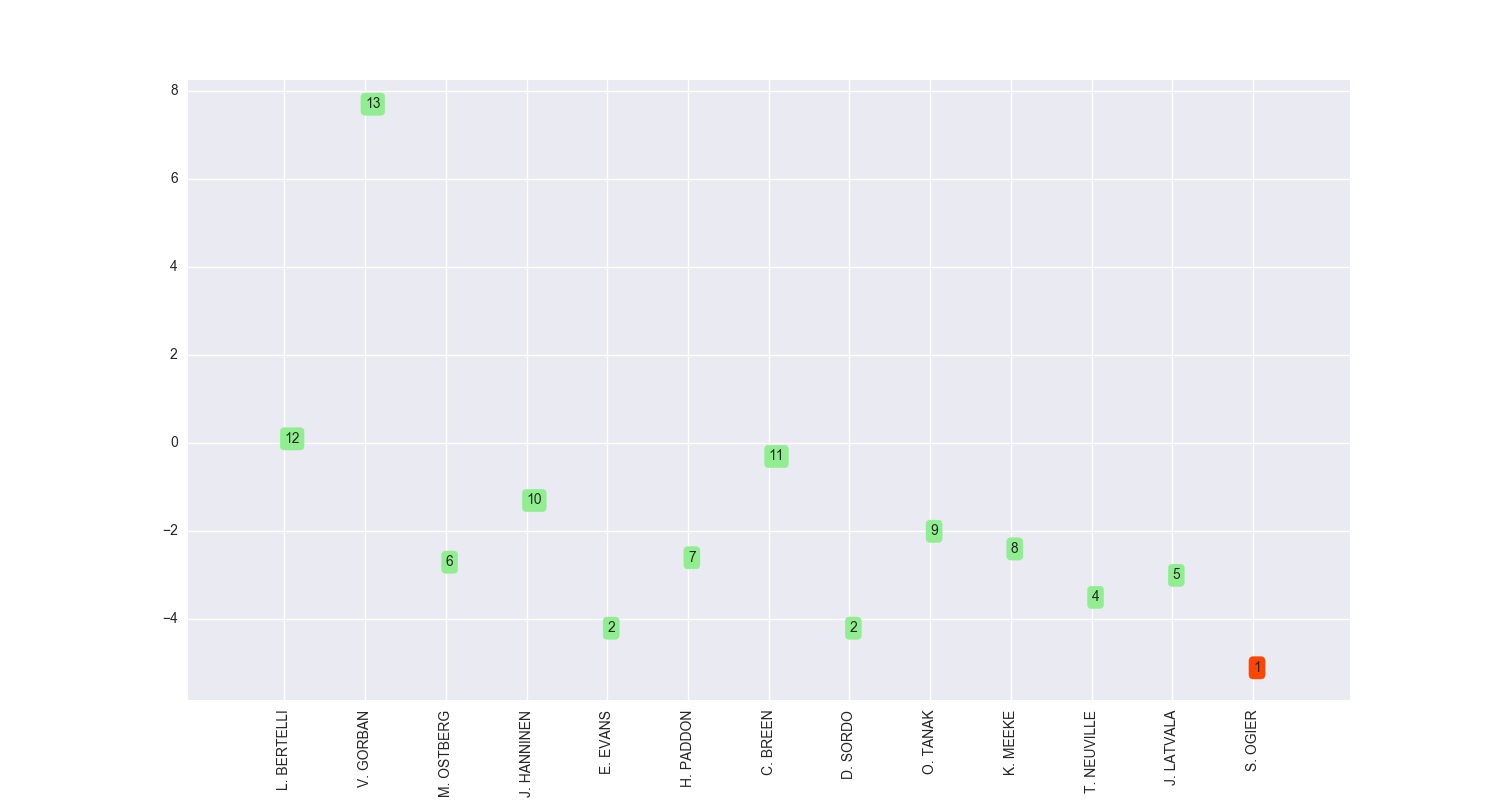 8
13
6
4
2
0
12
11
10
−2
9
8
7
6
5
4
−4
2
2
1
L. BERTELLI
V. GORBAN
M. OSTBERG
J. HANNINEN
E. EVANS
H. PADDON
C. BREEN
D. SORDO
O. TANAK
K. MEEKE
T. NEUVILLE
J. LATVALA
S. OGIER